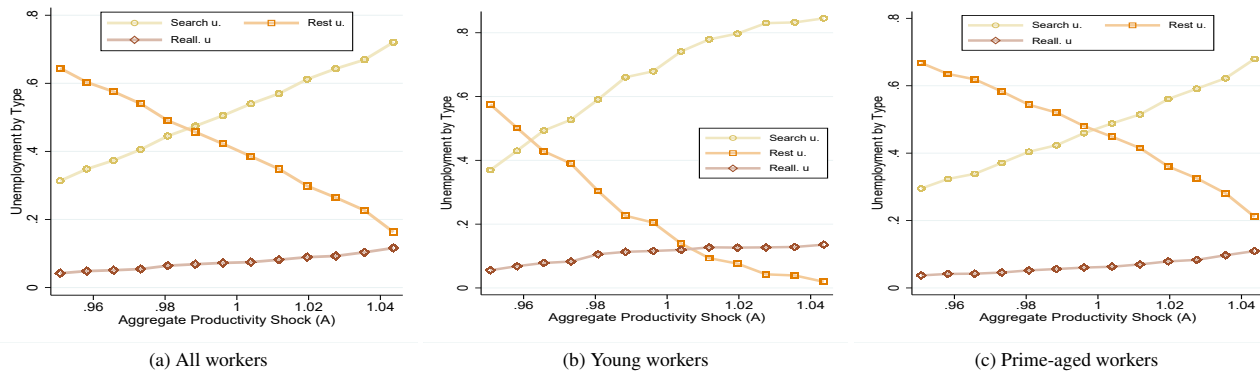 Search u.
Rest u.
Reall. u
Unemployment by Type
.8
.6
.4
.2
0
.96
.98
1
1.02
1.04
Aggregate Productivity Shock (A)
(a) All workers
Search u.
Rest u.
Reall. u
Unemployment by Type
.8
.6
.4
.2
0
.96
.98
1
1.02
1.04
Aggregate Productivity Shock (A)
(b) Young workers
Search u.
Rest u.
Reall. u
Unemployment by Type
.8
.6
.4
.2
0
.96
.98
1
1.02
1.04
Aggregate Productivity Shock (A)
(c) Prime-aged workers